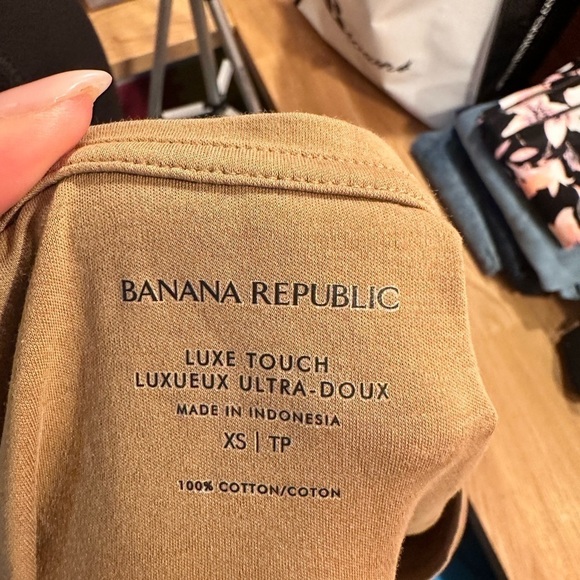 BANANA REPUBLIC
LUXE TOUCH
LUXUEUX ULTRA-DOUX
MADE IN INDONESIA
XS | TP
100% COTTON/COTON